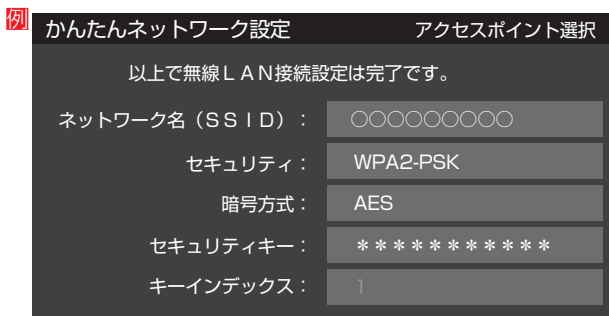 例
かんたんネットワーク設定 アクセスポイント選択
以上で無線ＬＡＮ接続設定は完了です。
ネットワーク名（ＳＳＩＤ）： ○○○○○○○○○
セキュリティ： WPA2-PSK
暗号方式： AES
セキュリティキー： ＊＊＊＊＊＊＊＊＊＊＊
キーインデックス： 1